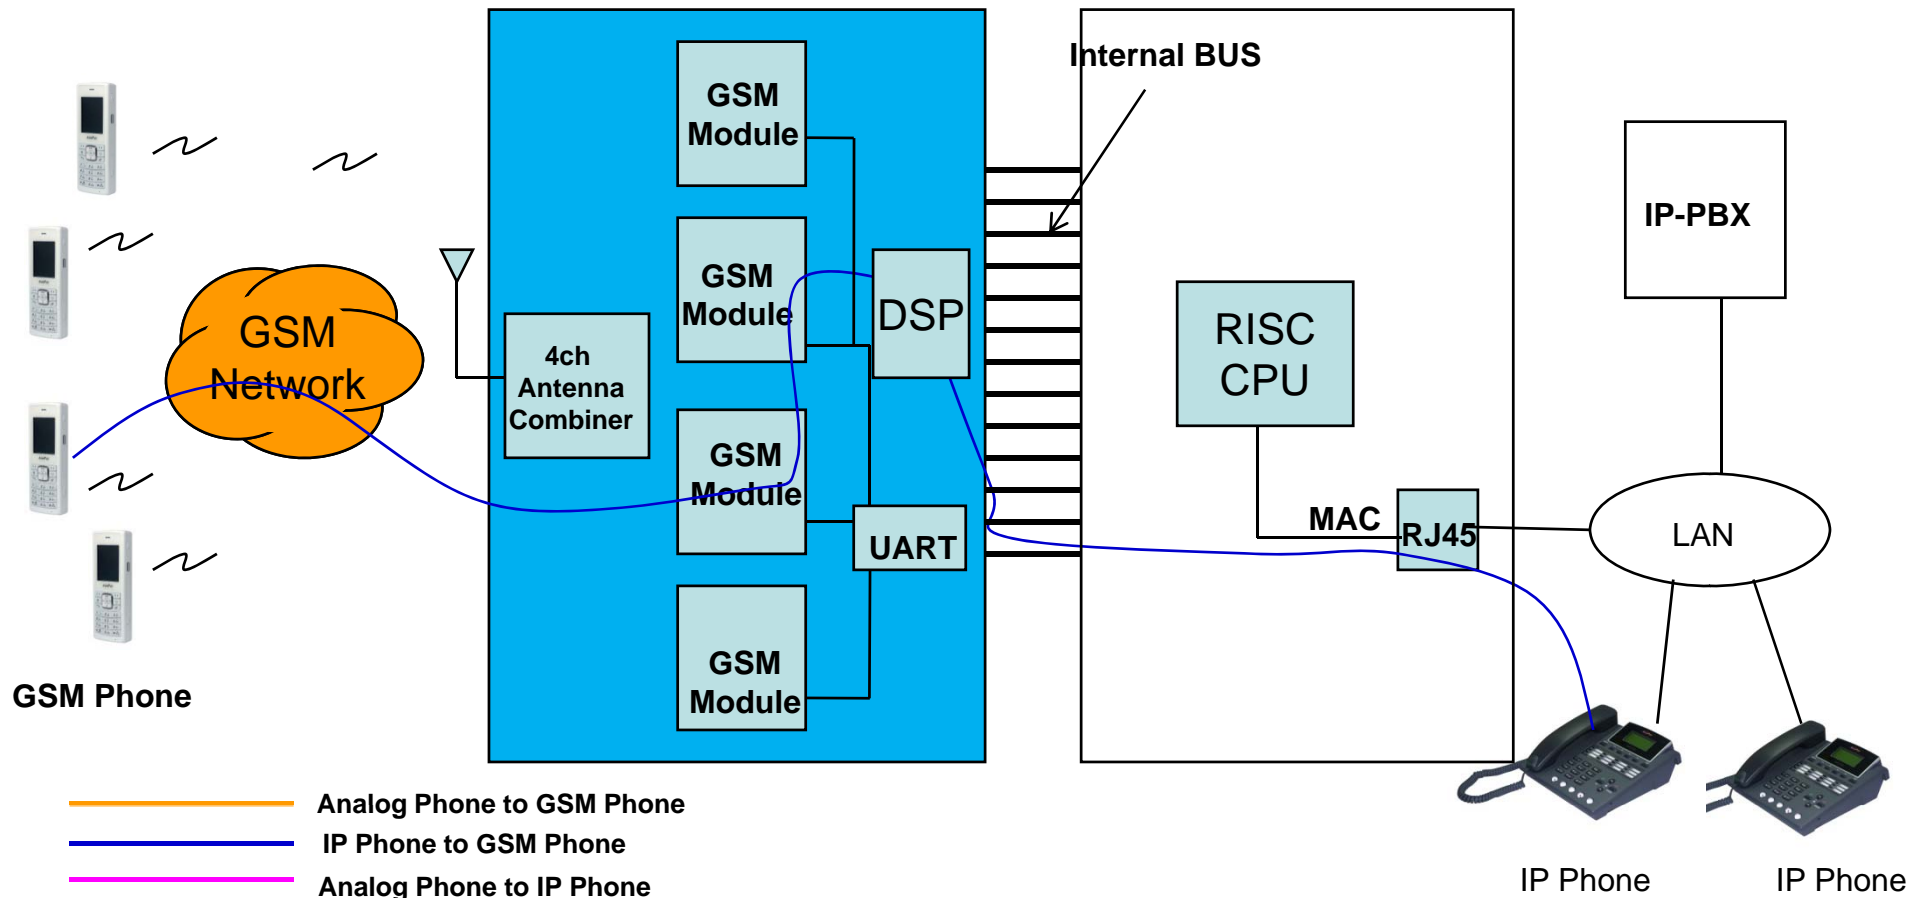 Internal BUS
GSM
Module
GSM
Module
GSM
Module
GSM
Module
DSP
UART
4ch
Antenna
Combiner
GSM
Network
GSM Phone
RISC
CPU
MAC
RJ45
IP-PBX
LAN
IP Phone
IP Phone
Analog Phone to GSM Phone
IP Phone to GSM Phone
Analog Phone to IP Phone